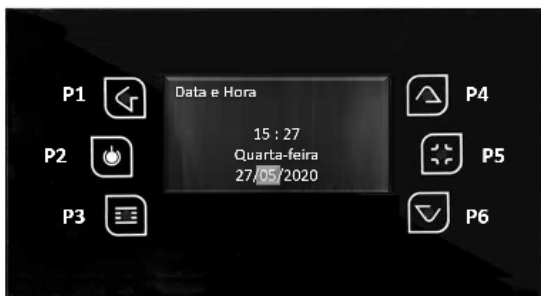 P1
P2
P3
Data e Hora
15 : 27
Quarta-feira
27/05/2020
P4
P5
P6